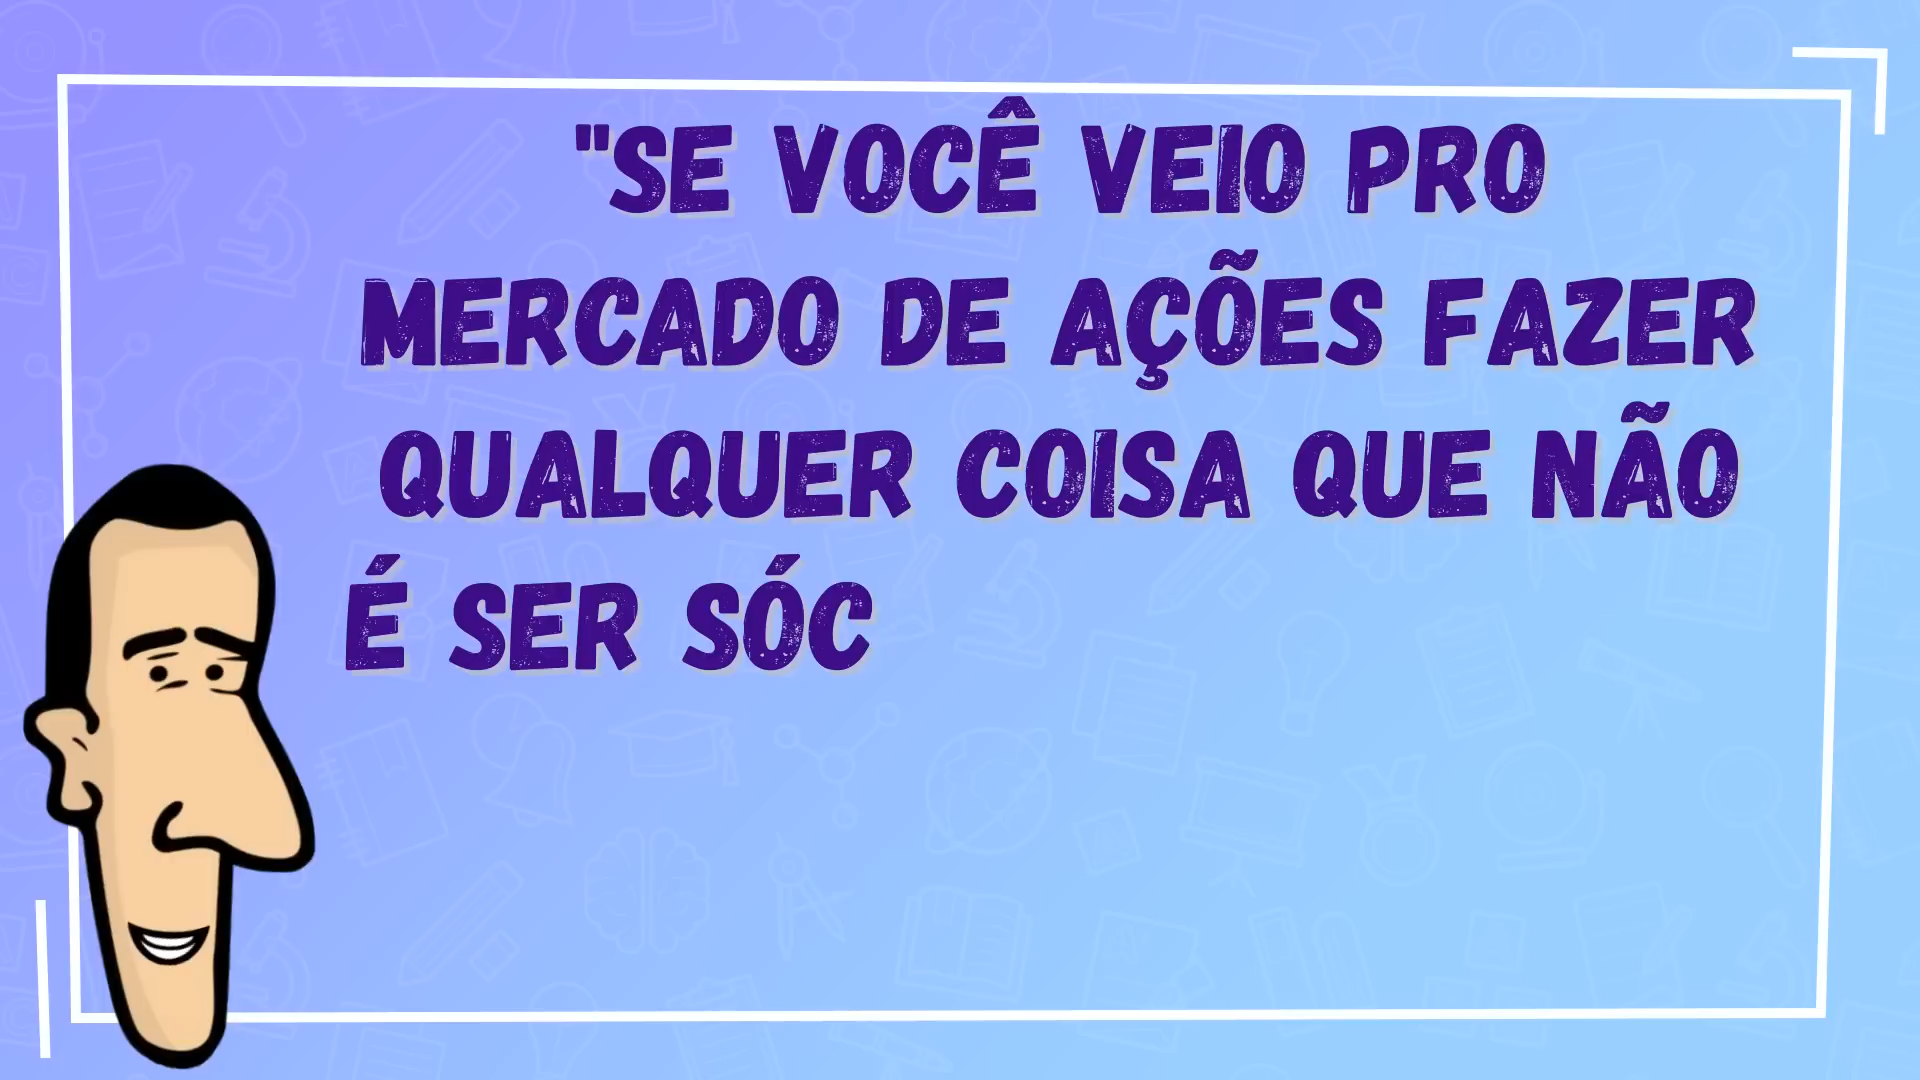 "SE VOCÊ VEIO PRO
MERCADO DE AÇÕES FAZER
QUALQUER COISA QUE NÃO
É SER SÓC